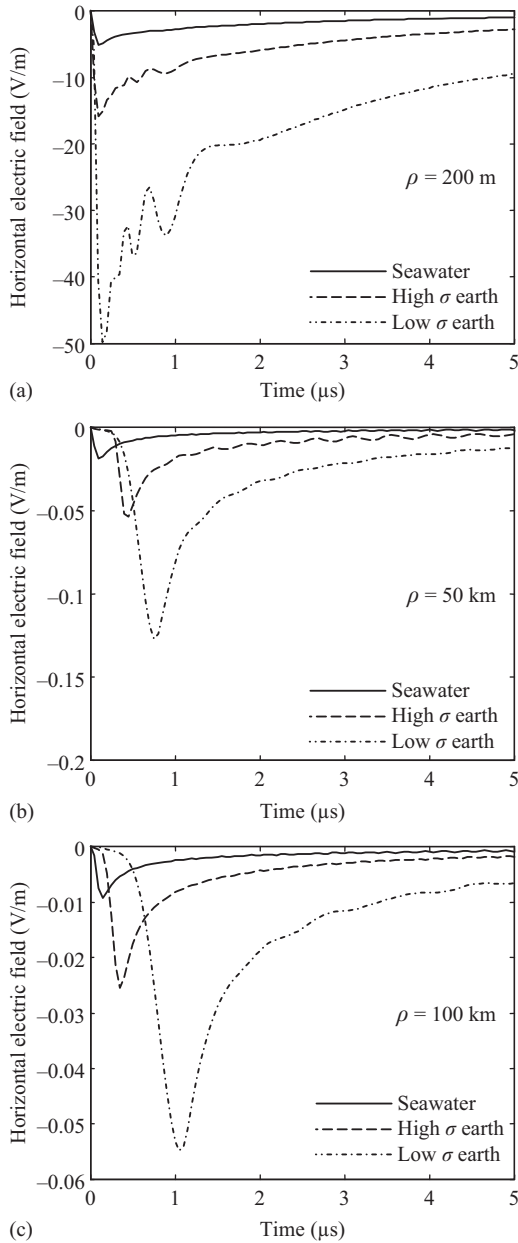 0
−10
−20
−30
−40
−50
Horizontal electric field (V/m)
ρ = 200 m
Seawater
High σ earth
Low σ earth
0 1 2 3 4 5
(a) Time (µs)
0
−0.05
−0.1
−0.15
−0.2
Horizontal electric field (V/m)
ρ = 50 km
Seawater
High σ earth
Low σ earth
0 1 2 3 4 5
(b) Time (µs)
0
−0.01
−0.02
−0.03
−0.04
−0.05
−0.06
Horizontal electric field (V/m)
ρ = 100 km
Seawater
High σ earth
Low σ earth
0 1 2 3 4 5
(c) Time (µs)